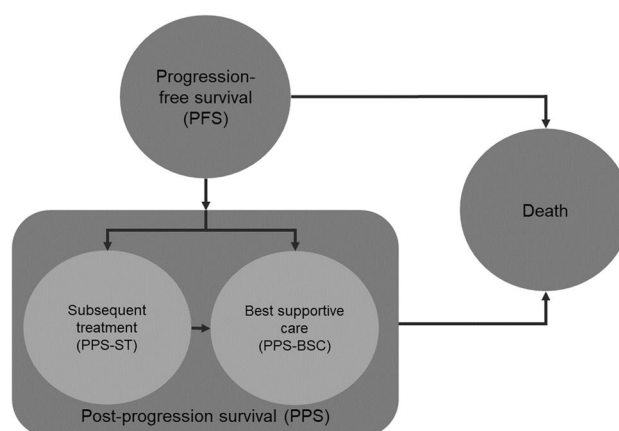 Progression-
free survival
(PFS)
Death
Subsequent
treatment
(PPS-ST)
Best supportive
care
(PPS-BSC)
Post-progression survival (PPS)